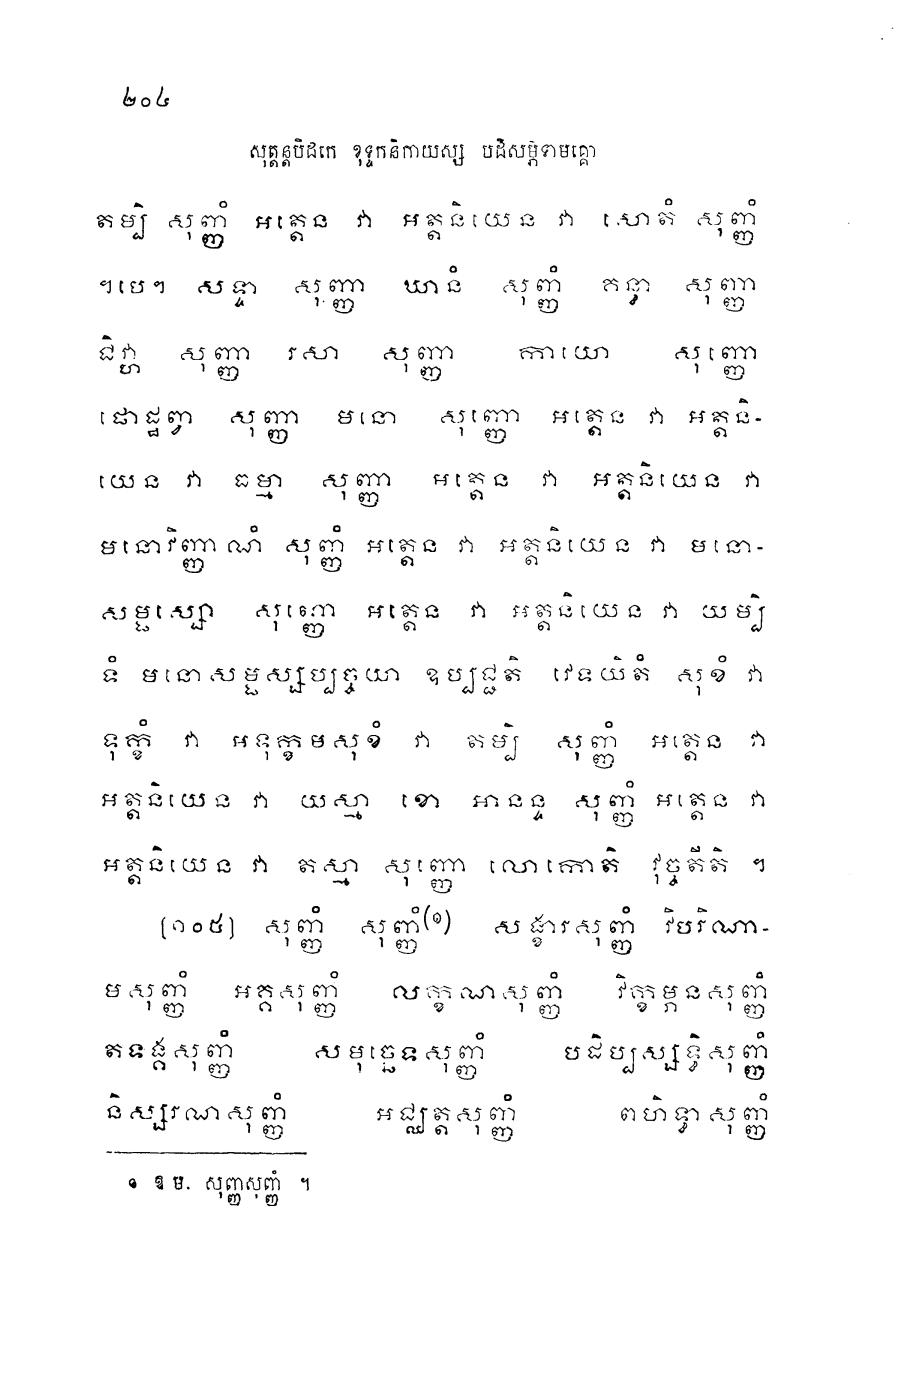 ២០៤
សុត្តន្តបិដកេ ខុទ្ទកនិកាយស្ស បដិសម្ភិទាមគ្គោ
តម្បិ សុញ្ញំ អត្តេន វា អត្តនិយេន វា សោតំ សុញ្ញំ
។បេ។ សទ្ទា សុញ្ញា ឃានំ សុញ្ញំ គន្ធា សុញ្ញា
ជិវ្ហា សុញ្ញា រសា សុញ្ញា កាយោ សុញ្ញោ
ផោដ្ឋព្វា សុញ្ញា មនោ សុញ្ញោ អត្តេន វា អត្តនិ-
យេន វា ធម្មា សុញ្ញា អត្តេន វា អត្តនិយេន វា
មនោវិញ្ញាណំ សុញ្ញំ អត្តេន វា អត្តនិយេន វា មនោ-
សម្ផស្សោ សុញ្ញោ អត្តេន វា អត្តនិយេន វា យម្បិ
ទំ មនោសម្ផស្សប្បច្ចយា ឧប្បជ្ជតិ វេទយិតំ សុខំ វា
ទុក្ខំ វា អទុក្ខមសុខំ វា តម្បិ សុញ្ញំ អត្តេន វា
អត្តនិយេន វា យស្មា ខោ អានន្ទ សុញ្ញំ អត្តេន វា
អត្តនិយេន វា តស្មា សុញ្ញោ លោកោតិ វុច្ចតីតិ ។
[១០៥] សុញ្ញំ សុញ្ញំ(១) សង្ខារសុញ្ញំ វិបរិណា-
មសុញ្ញំ អគ្គសុញ្ញំ លក្ខណសុញ្ញំ វិក្ខម្ភនសុញ្ញំ
តទង្គសុញ្ញំ សមុច្ឆេទសុញ្ញំ បដិប្បស្សទ្ធិសុញ្ញំ
និស្សរណសុញ្ញំ អជ្ឈត្តសុញ្ញំ ពហិទ្ធាសុញ្ញំ
១ ឱ ម. សុញ្ញសុញ្ញំ ។